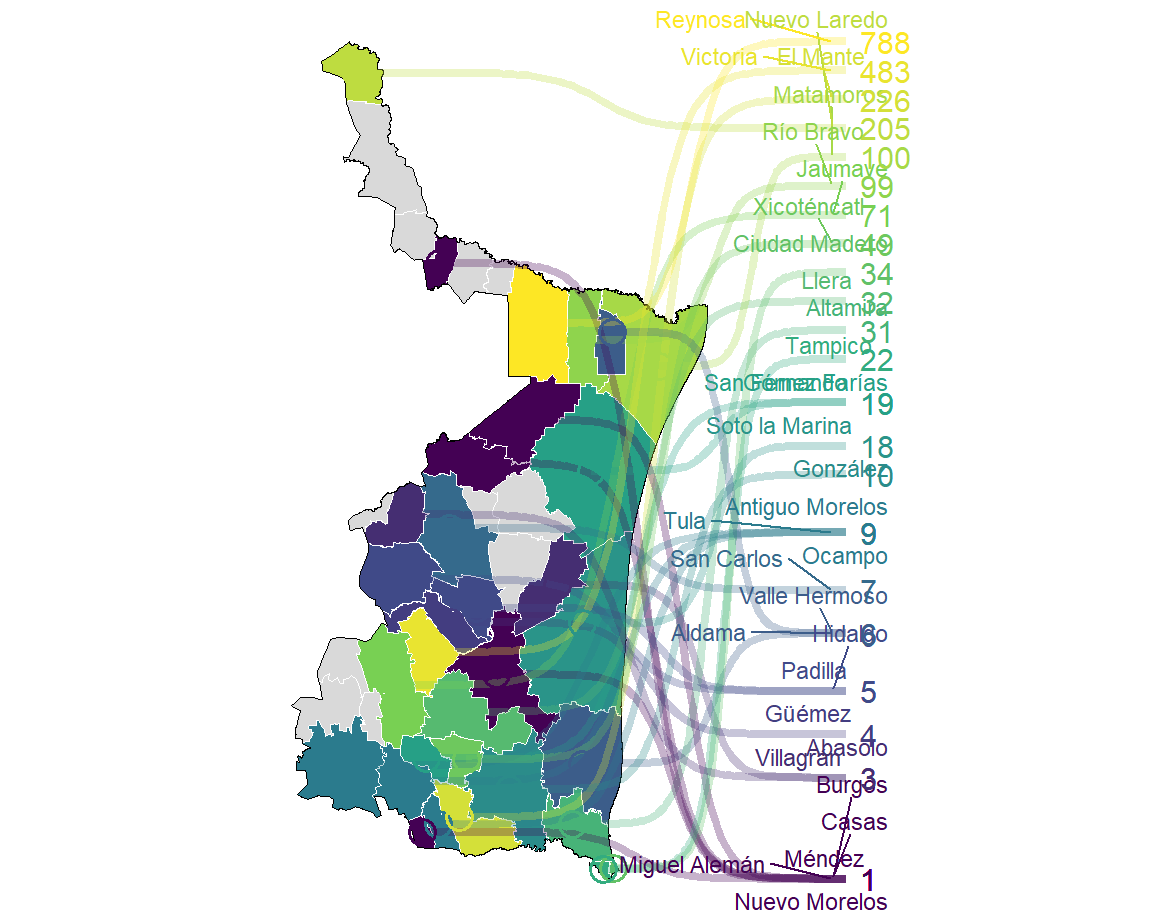 Reynosa
Nuevo Laredo
788
Victoria
El Mante
483
Matamoros
226
Río Bravo
205
Jaumave
100
99
Xicoténcatl
71
Ciudad Madero
49
Llera
34
Altamira
32
31
Tampico
22
San Fernando
Gómez Farías
19
Soto la Marina
18
González
10
Antiguo Morelos
Tula
9
San Carlos
Ocampo
7
Valle Hermoso
Aldama
Hidalgo
6
Padilla
5
Güémez
4
Abasolo
Villagrán
3
Burgos
Casas
Méndez
Miguel Alemán
1
Nuevo Morelos